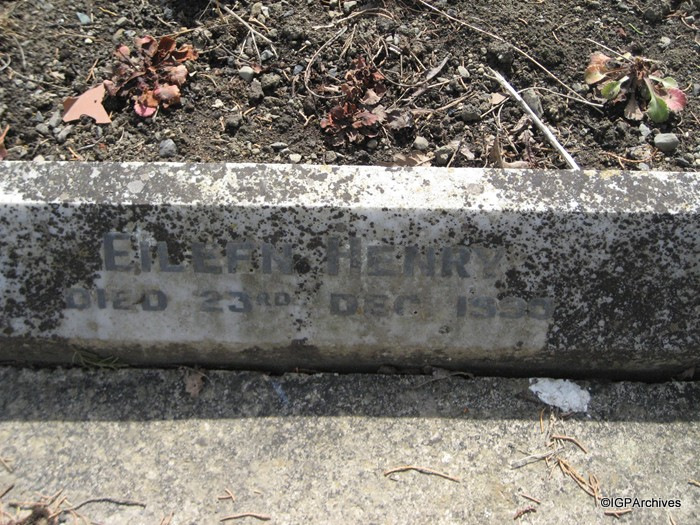 Eileen Henry
Died 23rd Dec
©IGPArchives